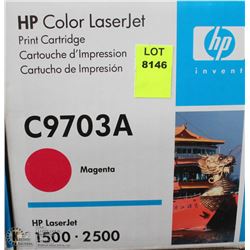 HP Color LaserJet
Print Cartridge
Cartouche d'Impression
Cartucho de Impresión
LOT
8146
hp
invent
C9703A
Magenta
HP LaserJet
1500 · 2500